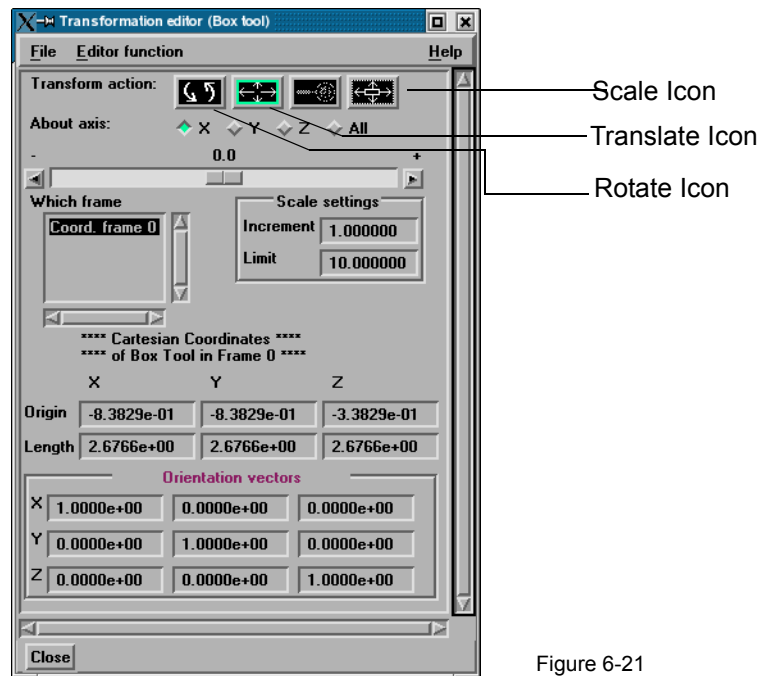 Transformation editor (Box tool)
File Editor function Help
Transform action:
Scale Icon
About axis: X Y Z All
Translate Icon
- 0.0 +
Rotate Icon
Which frame
Scale settings
Coord. frame 0
Increment 1.000000
Limit 10.000000
**** Cartesian Coordinates ****
**** of Box Tool in Frame 0 ****
X Y Z
Origin -8.3829e-01 -8.3829e-01 -3.3829e-01
Length 2.6766e+00 2.6766e+00 2.6766e+00
Orientation vectors
X 1.0000e+00 0.0000e+00 0.0000e+00
Y 0.0000e+00 1.0000e+00 0.0000e+00
Z 0.0000e+00 0.0000e+00 1.0000e+00
Close
Figure 6-21